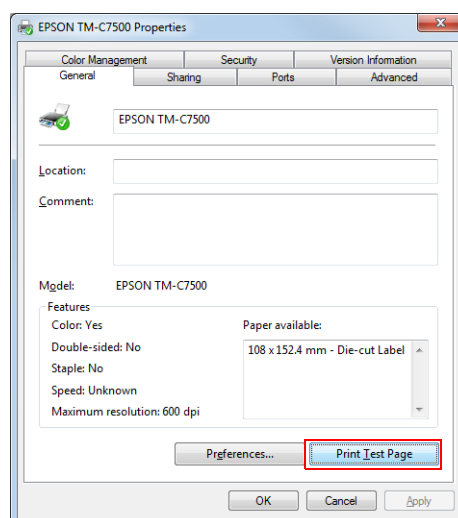 EPSON TM-C7500 Properties
Color Management Security Version Information
General Sharing Ports Advanced
EPSON TM-C7500
Location:
Comment:
Model: EPSON TM-C7500
Features
Color: Yes
Paper available:
Double-sided: No
108 x 152.4 mm - Die-cut Label
Staple: No
Speed: Unknown
Maximum resolution: 600 dpi
Preferences... Print Test Page
OK Cancel Apply